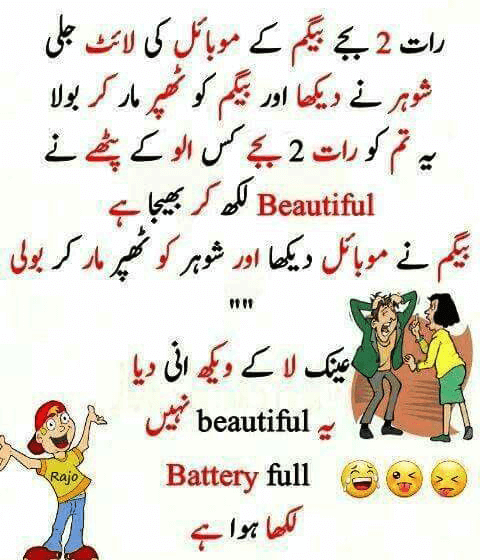 رات 2 بجے بیگم کے موبائل کی لائٹ جلی
شوہر نے دیکھا اور بیگم کو تھپر مار کر بولا
یہ تم کو رات 2 بجے کس الو کے پٹھے نے
Beautiful لکھ کر بھیجا ہے
بیگم نے موبائل دیکھا اور شوہر کو تھپر مار کر بولی
""
عینک لا کے ویکھ انی دیا
یہ beautiful نہیں
Battery full
لکھا ہوا ہے
Rajo